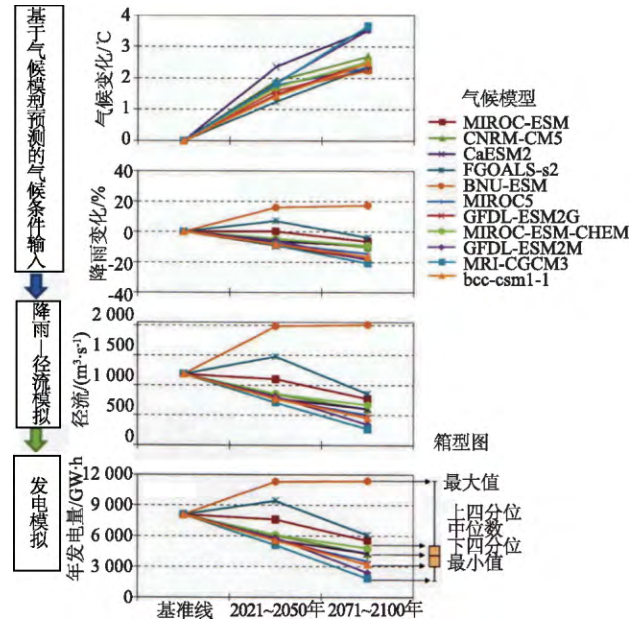 基于气候模型预测的气候条件输入
降雨—径流模拟
发电模拟
气候变化/℃
4
3
2
1
0
降雨变化/%
40
20
0
-20
-40
径流/(m³·s⁻¹)
2 000
1 500
1 000
500
0
年发电量/GW·h
12 000
9 000
6 000
3 000
0
基准线
2021~2050年
2071~2100年
气候模型
MIROC-ESM
CNRM-CM5
CaESM2
FGOALS-s2
BNU-ESM
MIROC5
GFDL-ESM2G
MIROC-ESM-CHEM
GFDL-ESM2M
MRI-CGCM3
bcc-csm1-1
箱型图
最大值
上四分位
中位数
下四分位
最小值